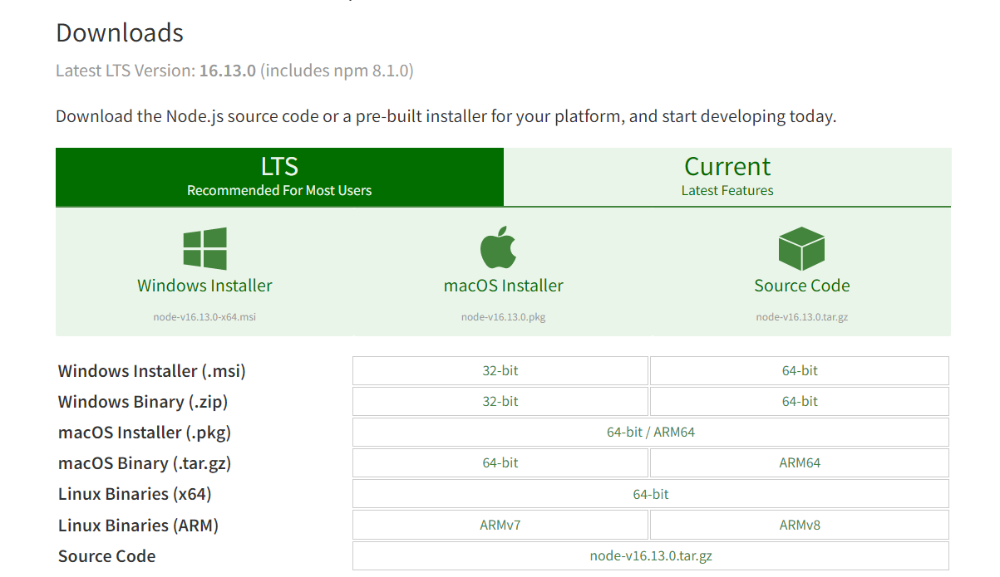 Downloads
Latest LTS Version: 16.13.0 (includes npm 8.1.0)
Download the Node.js source code or a pre-built installer for your platform, and start developing today.
LTS
Recommended For Most Users
Current
Latest Features
Windows Installer
node-v16.13.0-x64.msi
macOS Installer
node-v16.13.0.pkg
Source Code
node-v16.13.0.tar.gz
Windows Installer (.msi) 32-bit 64-bit
Windows Binary (.zip) 32-bit 64-bit
macOS Installer (.pkg) 64-bit / ARM64
macOS Binary (.tar.gz) 64-bit ARM64
Linux Binaries (x64) 64-bit
Linux Binaries (ARM) ARMv7 ARMv8
Source Code node-v16.13.0.tar.gz